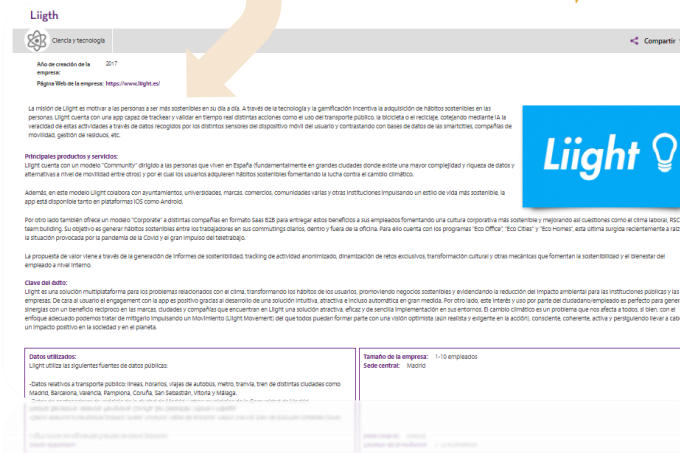 Liigth
Ciencia y tecnología
Compartir
Año de creación de la
empresa:
2017
Página Web de la empresa: https://www.liight.es/
La misión de Liight es motivar a las personas a ser más sostenibles en su día a día. A través de la tecnología y la gamificación incentiva la adquisición de hábitos sostenibles en las
personas. Liight cuenta con una app capaz de trackear y validar en tiempo real distintas acciones como el uso del transporte público, la bicicleta o el reciclaje, cotejando mediante IA la
veracidad de estas actividades a través de datos recogidos por los distintos sensores del dispositivo móvil del usuario y contrastando con bases de datos de las smartcities, compañías de
movilidad, gestión de residuos, etc.
Liight
Principales productos y servicios:
Liight cuenta con un modelo "Community" dirigido a las personas que viven en España (fundamentalmente en grandes ciudades donde existe una mayor complejidad y riqueza de datos y
alternativas a nivel de movilidad entre otros) y por el cual los usuarios adquieren hábitos sostenibles fomentando la lucha contra el cambio climático.
Además, en este modelo Liight colabora con ayuntamientos, universidades, marcas, comercios, comunidades varias y otras instituciones impulsando un estilo de vida más sostenible, la
app está disponible tanto en plataformas IOS como Android.
Por otro lado también ofrece un modelo "Corporate" a distintas compañías en formato Saas B2B para entregar estos beneficios a sus empleados fomentando una cultura corporativa más sostenible y mejorando así cuestiones como el clima laboral, RSC
team building. Su objetivo es generar hábitos sostenibles entre los trabajadores en sus commutings diarios, dentro y fuera de la oficina. Para ello cuenta con los programas "Eco Office", "Eco Cities" y "Eco Homes", esta última surgida recientemente a raíz
la situación provocada por la pandemia de la Covid y el gran impulso del teletrabajo.
La propuesta de valor viene a través de la generación de informes de sostenibilidad, tracking de actividad anonimizado, dinamización de retos exclusivos, transformación cultural y otras mecánicas que fomentan la sostenibilidad y el bienestar del
empleado a nivel interno.
Clave del éxito:
Liight es una solución multiplataforma para los problemas relacionados con el clima, transformando los hábitos de los usuarios, promoviendo negocios sostenibles y evidenciando la reducción del impacto ambiental para las instituciones públicas y las
empresas. De cara al usuario el engagement con la app es positivo gracias al desarrollo de una solución intuitiva, atractiva e incluso automática en gran medida. Por otro lado, este interés y uso por parte del ciudadano/empleado es perfecto para gener
sinergias con un beneficio recíproco en las marcas, ciudades y compañías que encuentran en Liight una solución atractiva, eficaz y de sencilla implementación en sus entornos. El cambio climático es un problema que nos afecta a todos, si bien, con el
enfoque adecuado podemos tratar de mitigarlo impulsando un Movimiento (Liight Movement) del que todos puedan formar parte con una visión optimista (aún realista y exigente en la acción), consciente, coherente, activa y persiguiendo llevar a cabo
un impacto positivo en la sociedad y en el planeta.
Datos utilizados:
Liight utiliza las siguientes fuentes de datos públicas:
-Datos relativos a transporte público: líneas, horarios, viajes de autobús, metro, tranvía, tren de distintas ciudades como
Madrid, Barcelona, Valencia, Pamplona, Coruña, San Sebastián, Vitoria y Málaga.
Tamaño de la empresa: 1-10 empleados
Sede central: Madrid